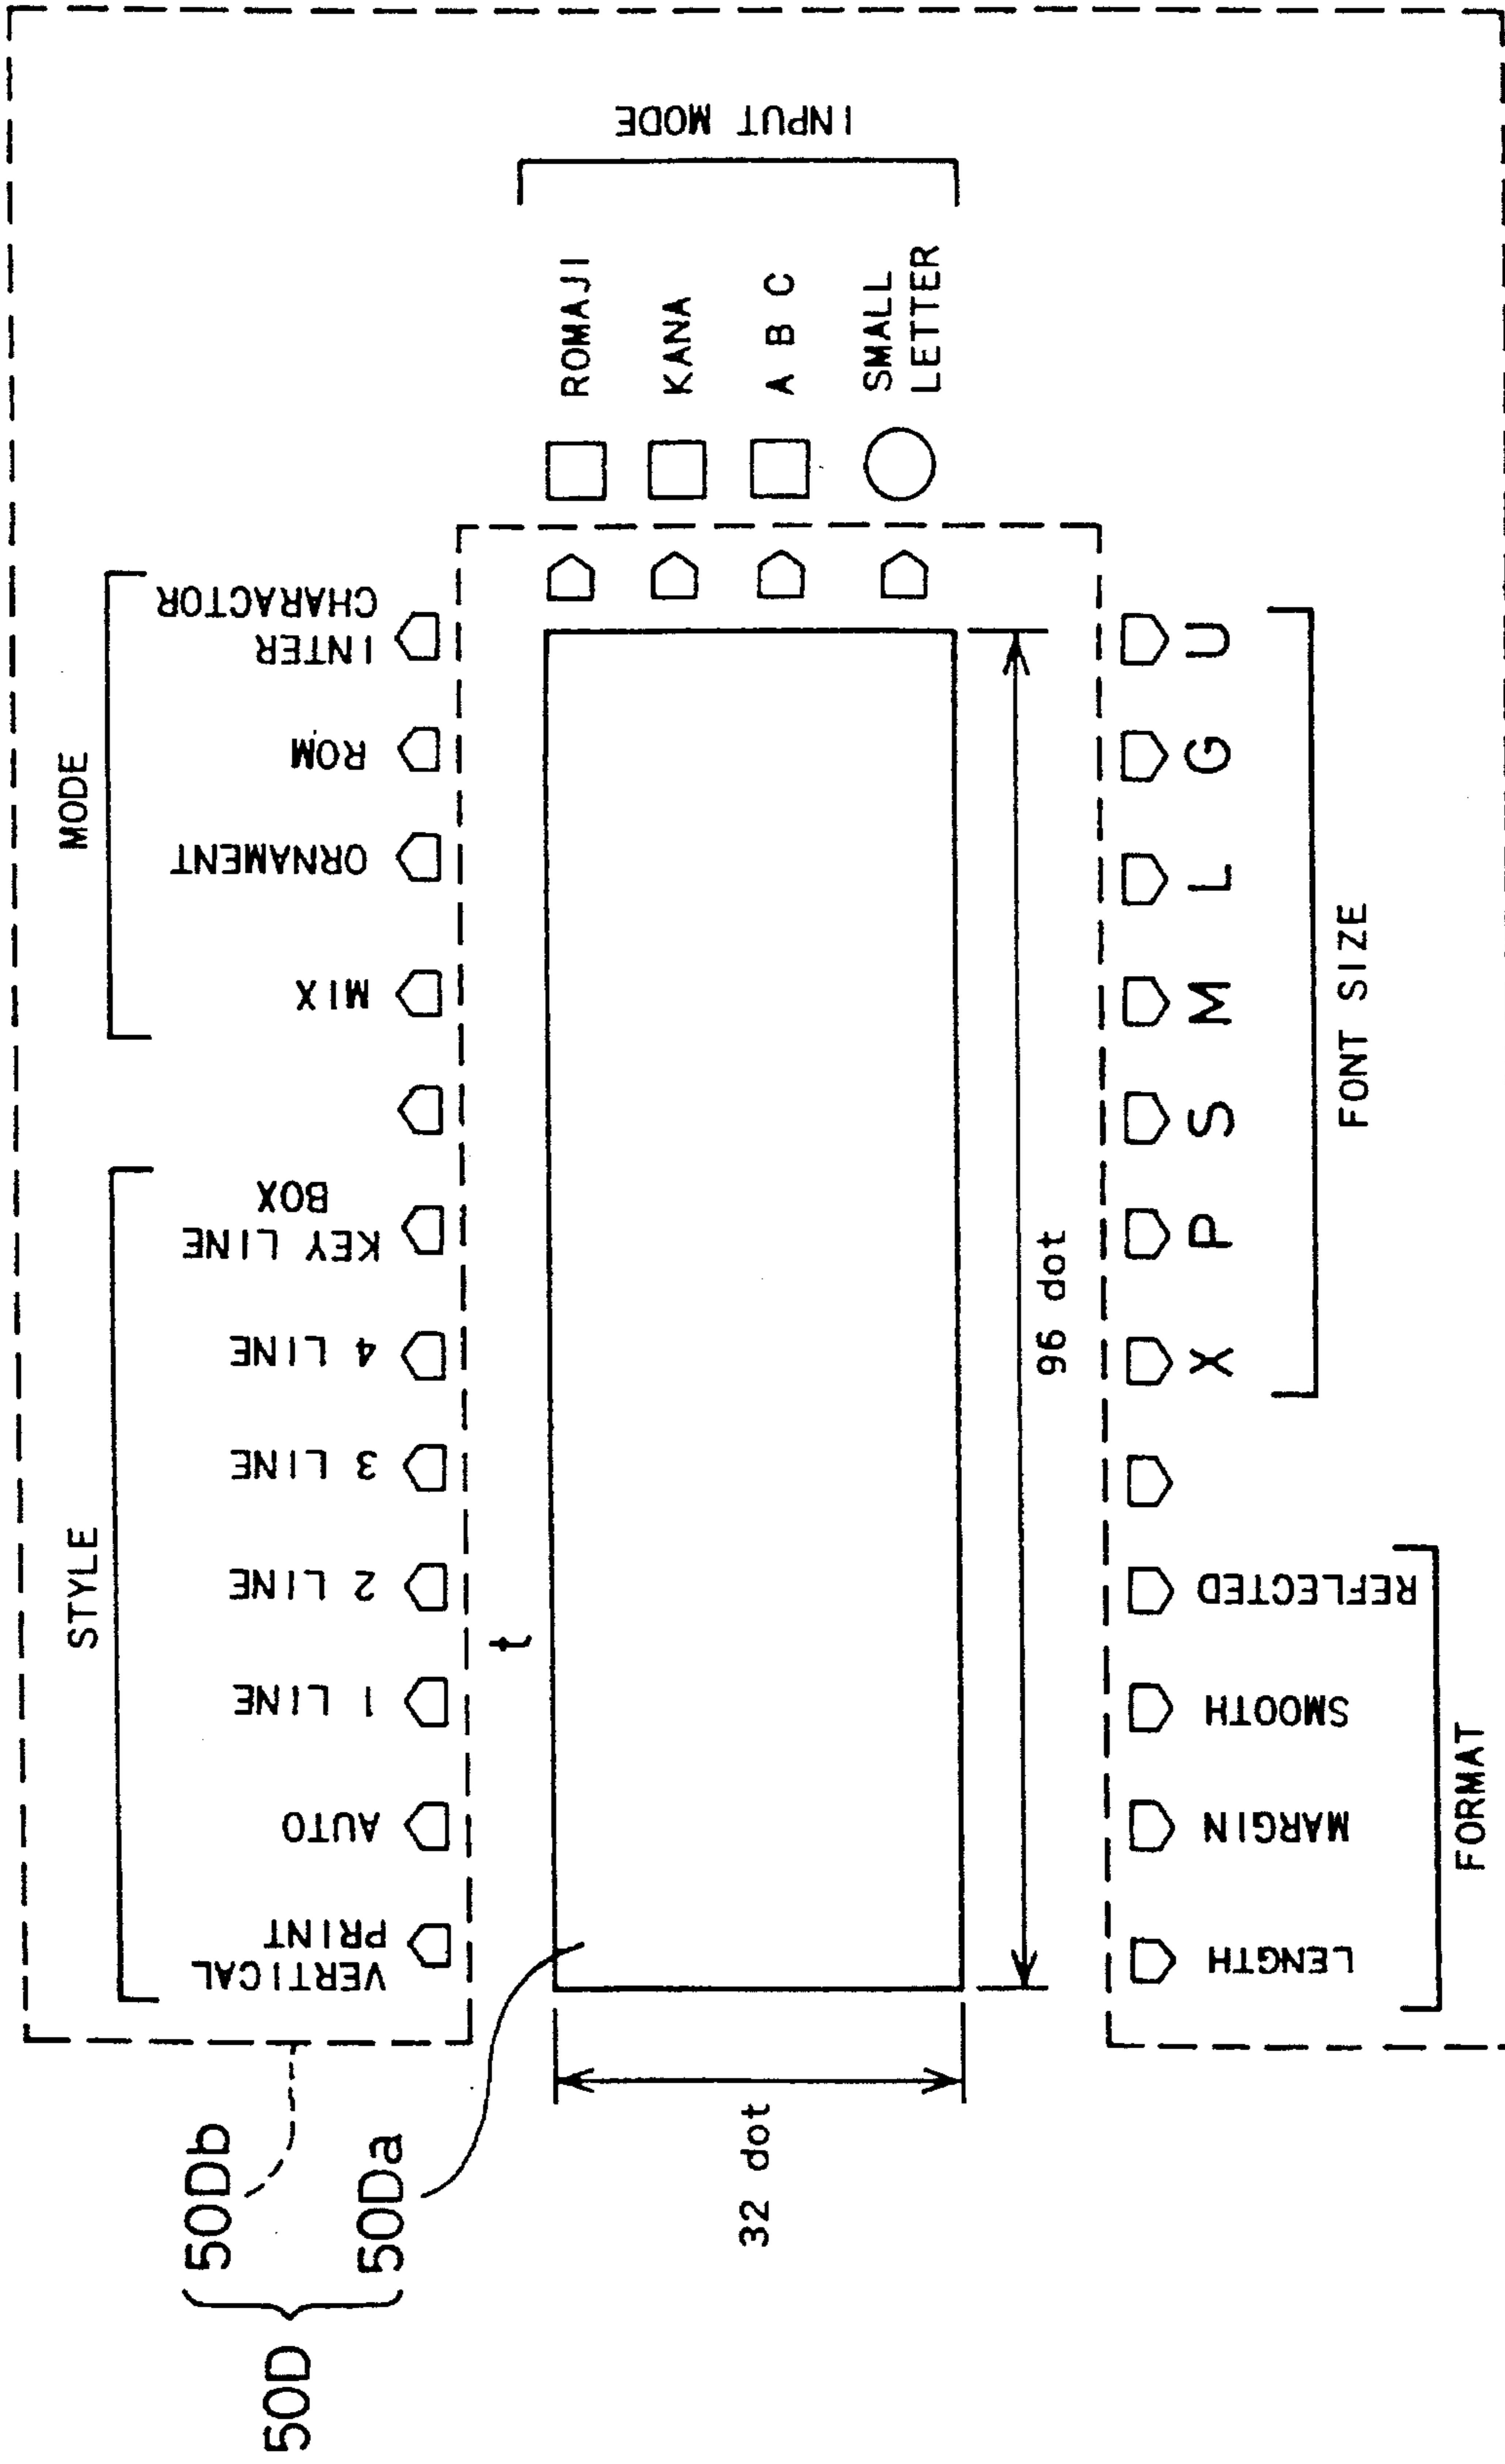 50D
50Db
50Da
STYLE
VERTICAL
PRINT
AUTO
1 LINE
2 LINE
3 LINE
4 LINE
KEY LINE
BOX
MODE
MIX
ORNAMENT
ROM
INTER
CHARACTOR
t
32 dot
96 dot
ROMAJI
KANA
A B C
SMALL
LETTER
INPUT MODE
LENGTH
MARGIN
SMOOTH
REFLECTED
FORMAT
X
P
S
M
L
G
U
FONT SIZE